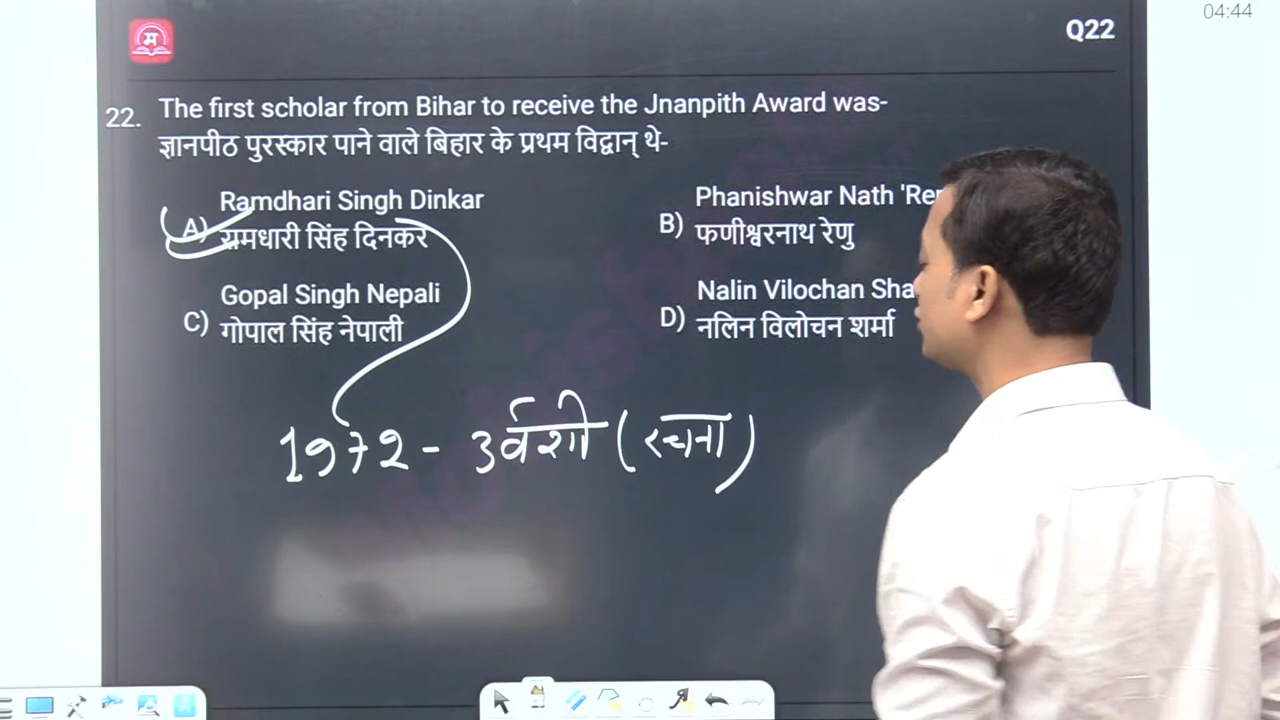 04:44
म
Q22
22. The first scholar from Bihar to receive the Jnanpith Award was-
ज्ञानपीठ पुरस्कार पाने वाले बिहार के प्रथम विद्वान् थे-
A) Ramdhari Singh Dinkar
रामधारी सिंह दिनकर
B) Phanishwar Nath
फणीश्वरनाथ रेणु
C) Gopal Singh Nepali
गोपाल सिंह नेपाली
D) Nalin Vilochan
नलिन विलोचन शर्मा
1972 - उर्वशी (रचना)